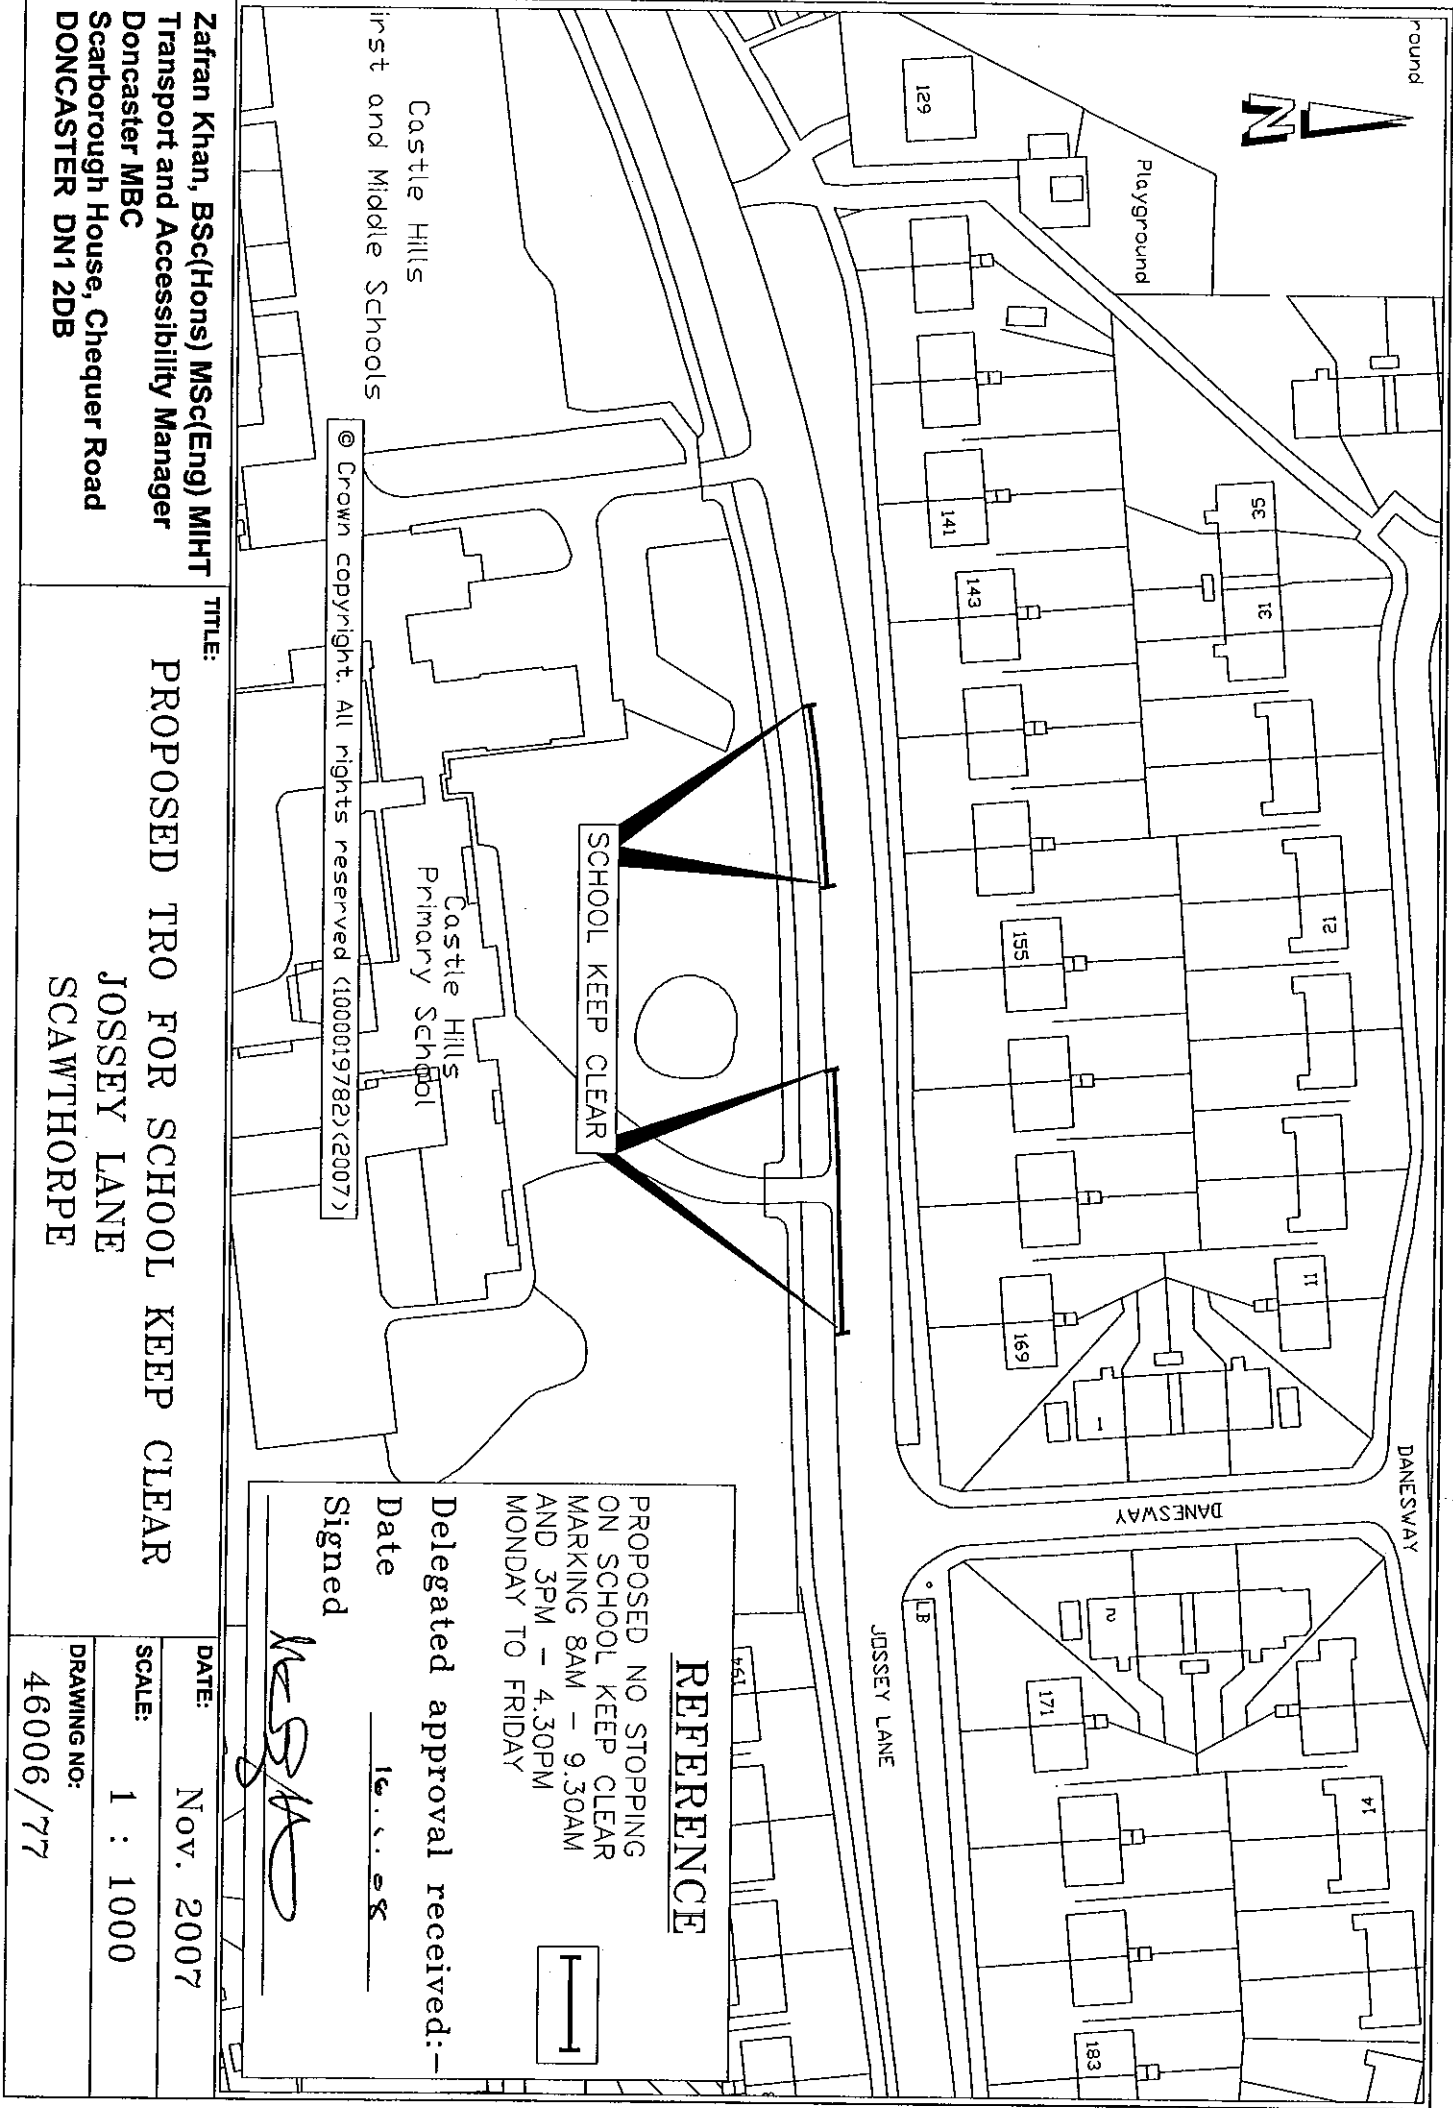 round
N
Playground
129
141
143
155
169
171
183
35
31
12
11
1
2
14
194
DANESWAY
DANESWAY
JOSSEY LANE
LB
Castle Hills
irst and Middle Schools
Castle Hills
Primary School
SCHOOL KEEP CLEAR
© Crown copyright. All rights reserved (100019782)(2007)
REFERENCE
PROPOSED NO STOPPING
ON SCHOOL KEEP CLEAR
MARKING 8AM - 9.30AM
AND 3PM - 4.30PM
MONDAY TO FRIDAY
Delegated approval received:-
Date
Signed
Zafran Khan, BSc(Hons) MSc(Eng) MIHT
Transport and Accessibility Manager
Doncaster MBC
Scarborough House, Chequer Road
DONCASTER DN1 2DB
TITLE:
PROPOSED TRO FOR SCHOOL KEEP CLEAR
JOSSEY LANE
SCAWTHORPE
DATE:
Nov. 2007
SCALE:
1 : 1000
DRAWING NO:
46006/77